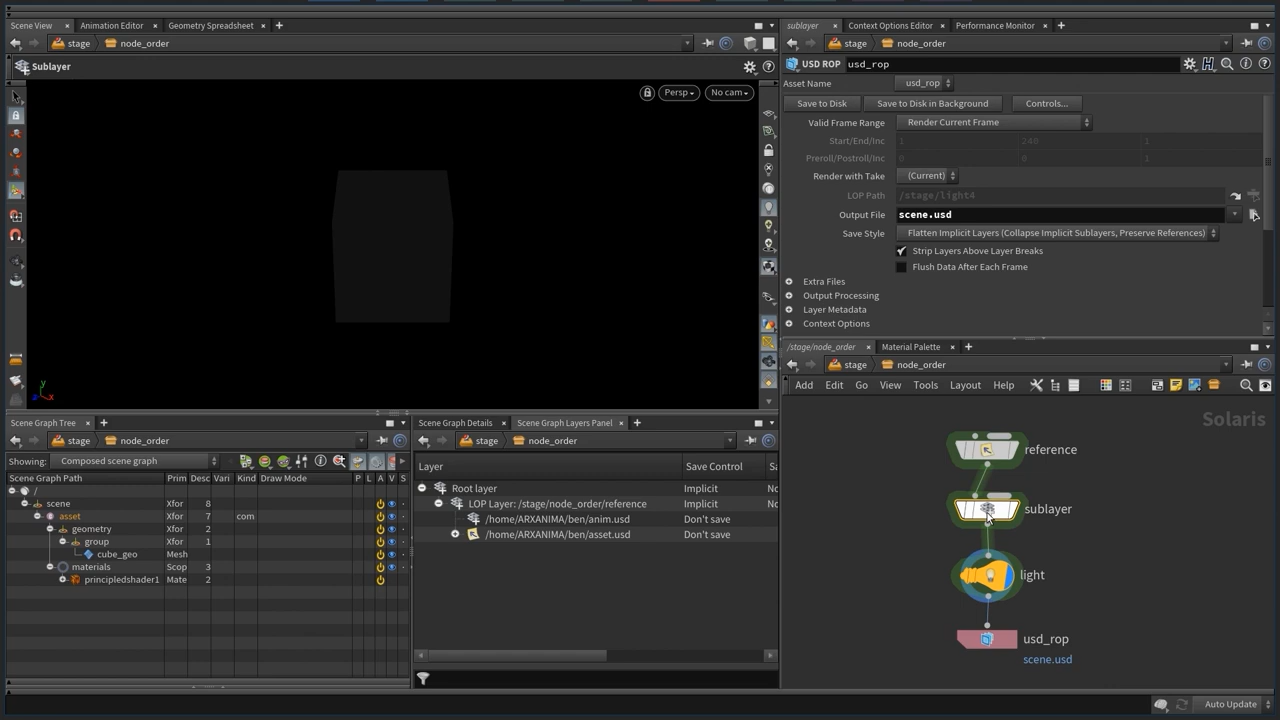 Scene View
Animation Editor
Geometry Spreadsheet
stage
node_order
Sublayer
Persp
No cam
y
x
Scene Graph Tree
stage
node_order
Showing:
Composed scene graph
Scene Graph Path
Prim
Desc
Vari
Kind
Draw Mode
P
L
A
V
S
/
scene
Xfor
8
asset
Xfor
7
com
geometry
Xfor
2
group
Xfor
1
cube_geo
Mesh
materials
Scop
3
principledshader1
Mate
2
Scene Graph Details
Scene Graph Layers Panel
stage
node_order
Layer
Save Control
Sa
Root layer
Implicit
No
LOP Layer: /stage/node_order/reference
Implicit
No
/home/ARXANIMA/ben/anim.usd
Don't save
/home/ARXANIMA/ben/asset.usd
Don't save
sublayer
Context Options Editor
Performance Monitor
stage
node_order
USD ROP
usd_rop
Asset Name
usd_rop
Save to Disk
Save to Disk in Background
Controls...
Valid Frame Range
Render Current Frame
Start/End/Inc
1
240
1
Preroll/Postroll/Inc
0
0
1
Render with Take
(Current)
LOP Path
/stage/light4
Output File
scene.usd
Save Style
Flatten Implicit Layers (Collapse Implicit Sublayers, Preserve References)
Strip Layers Above Layer Breaks
Flush Data After Each Frame
Extra Files
Output Processing
Layer Metadata
Context Options
/stage/node_order
Material Palette
stage
node_order
Add
Edit
Go
View
Tools
Layout
Help
Solaris
reference
sublayer
light
usd_rop
scene.usd
Auto Update